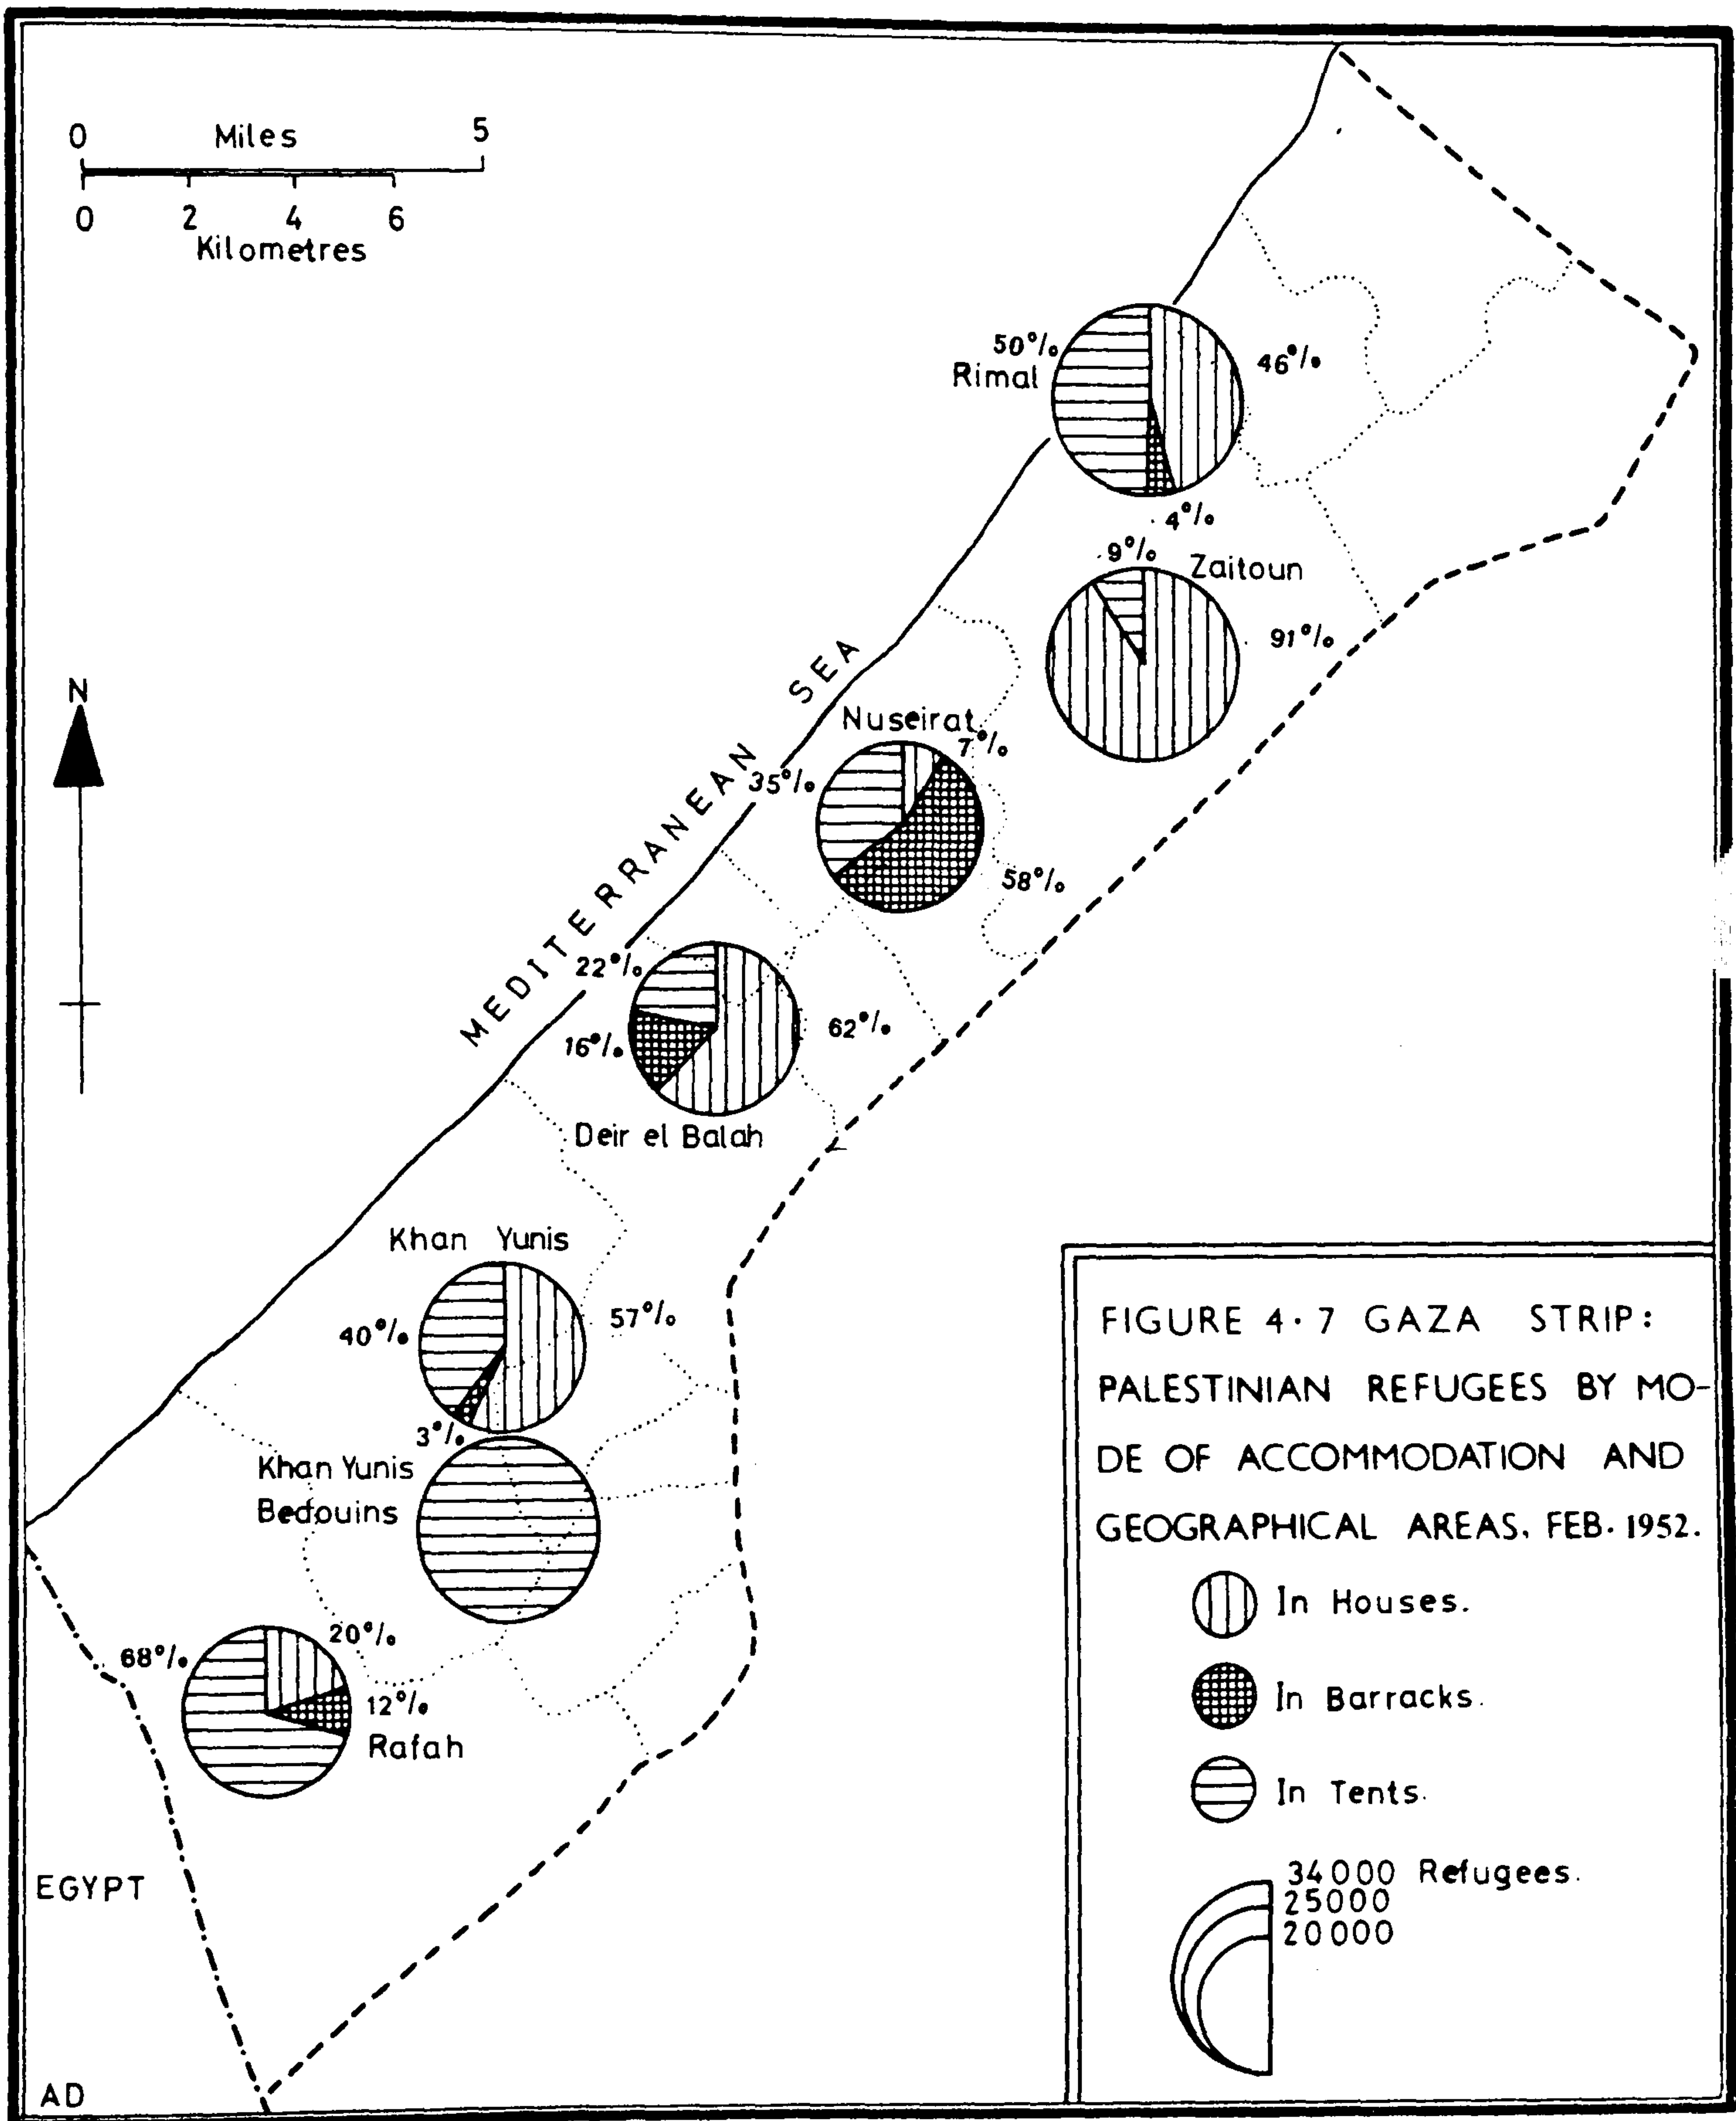 0 Miles 5
0 2 4 6
Kilometres
50%
Rimal
46%
4%
9%
Zaitoun
91%
N
MEDITERRANEAN SEA
Nuseirat
7%
35%
58%
22%
16%
62%
Deir el Balah
Khan Yunis
40%
57%
3%
Khan Yunis
Bedouins
68%
20%
12%
Rafah
EGYPT
AD
FIGURE 4.7 GAZA STRIP:
PALESTINIAN REFUGEES BY MO-
DE OF ACCOMMODATION AND
GEOGRAPHICAL AREAS, FEB. 1952.
In Houses.
In Barracks.
In Tents.
34000 Refugees.
25000
20000